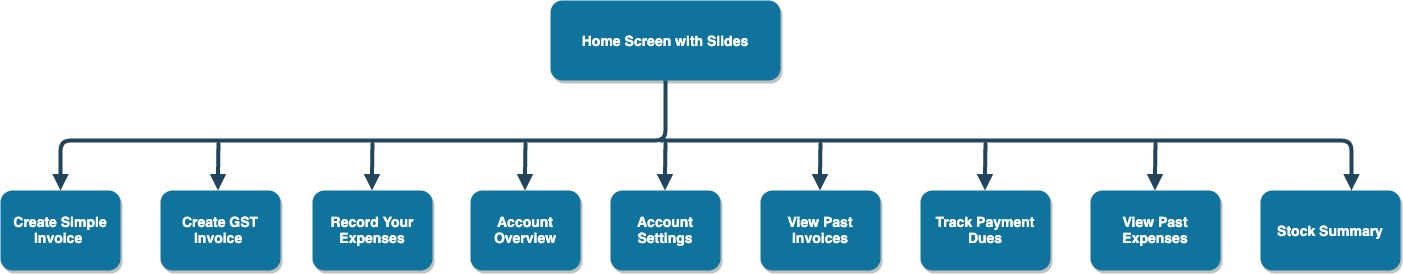 Home Screen with Slides
Create Simple
Invoice
Create GST
Invoice
Record Your
Expenses
Account
Overview
Account
Settings
View Past
Invoices
Track Payment
Dues
View Past
Expenses
Stock Summary